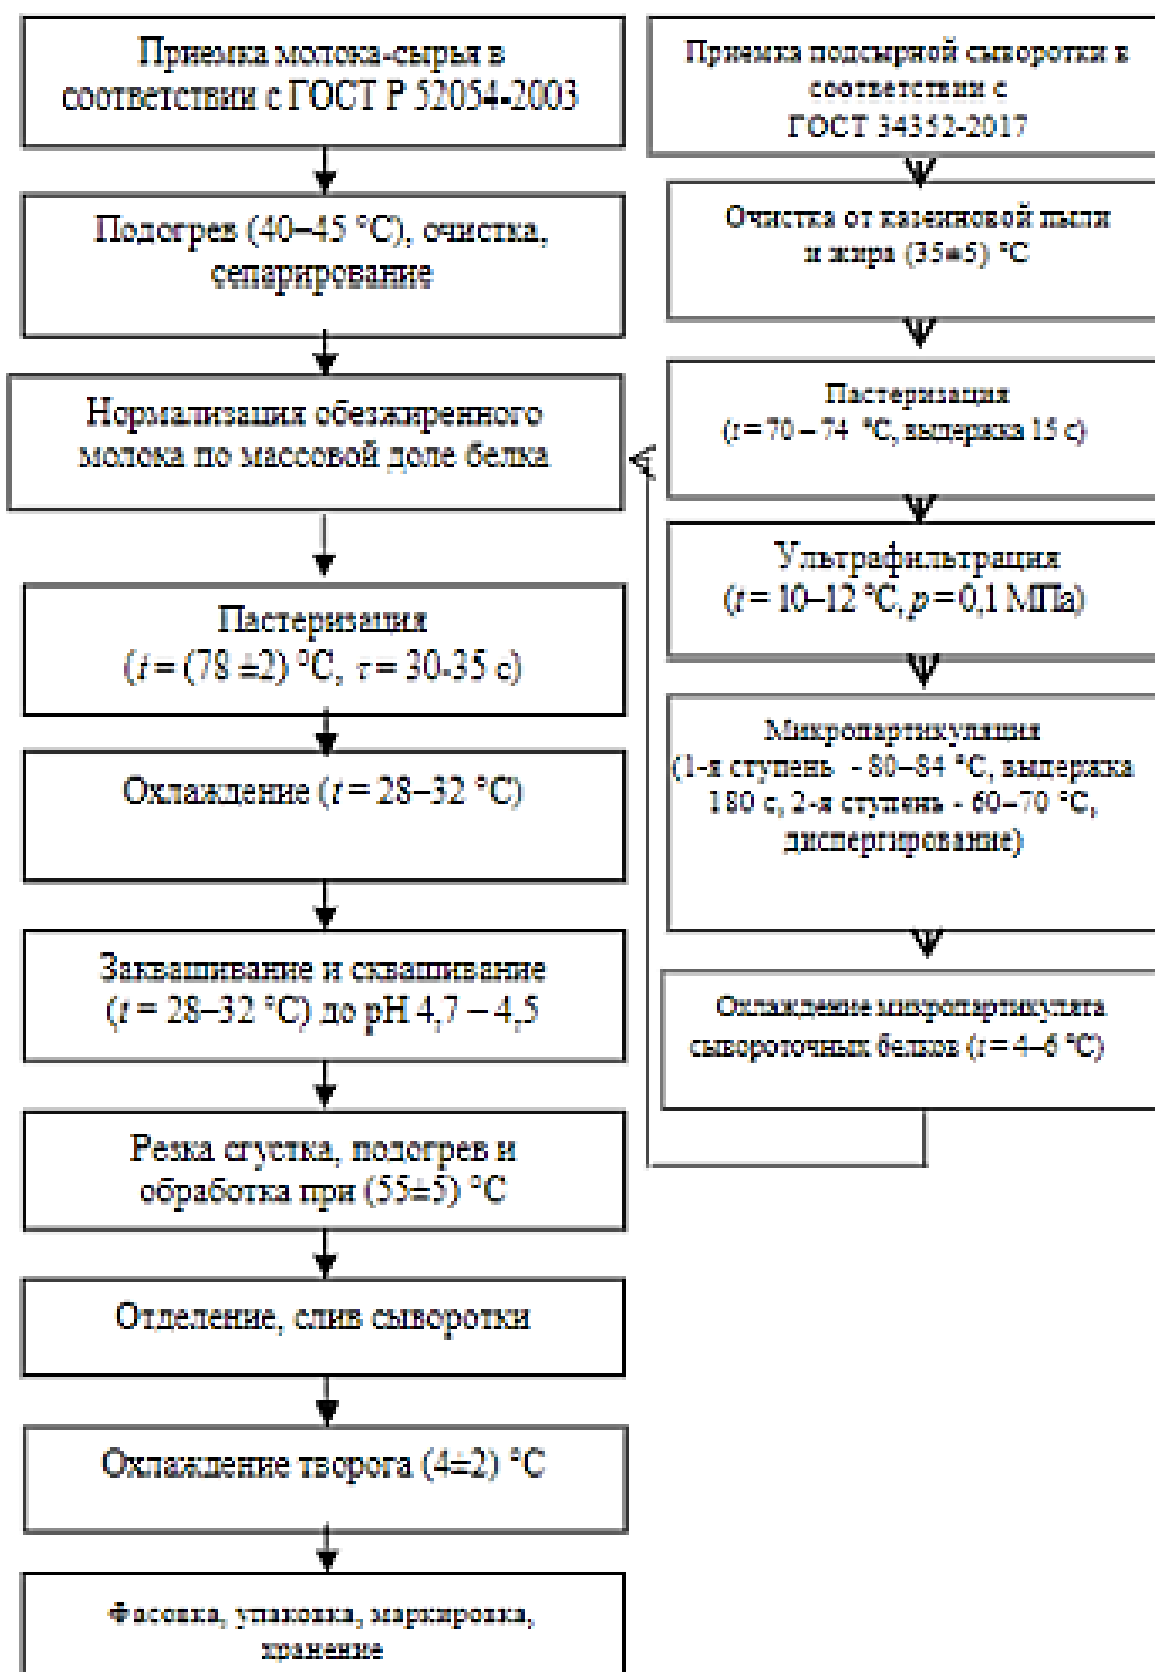 Приемка молока-сырья в
соответствии с ГОСТ Р 52054-2003
Подогрев (40–45 °С), очистка,
сепарирование
Нормализация обезжиренного
молока по массовой доле белка
Пастеризация
(t = (78 ±2) °С, τ = 30-35 с)
Охлаждение (t = 28–32 °С)
Заквашивание и сквашивание
(t = 28–32 °С) до рН 4,7 – 4,5
Резка сгустка, подогрев и
обработка при (55±5) °С
Отделение, слив сыворотки
Охлаждение творога (4±2) °С
Фасовка, упаковка, маркировка,
хранение
Приемка подсырной сыворотки в
соответствии с
ГОСТ 34352-2017
Очистка от казеиновой пыли
и жира (35±5) °С
Пастеризация
(t = 70 – 74 °С, выдержка 15 с)
Ультрафильтрация
(t = 10–12 °С, p = 0,1 МПа)
Микропартикуляция
(1-я ступень - 80–84 °С, выдержка
180 с, 2-я ступень - 60–70 °С,
диспергирование)
Охлаждение микропартикулята
сывороточных белков (t = 4–6 °С)